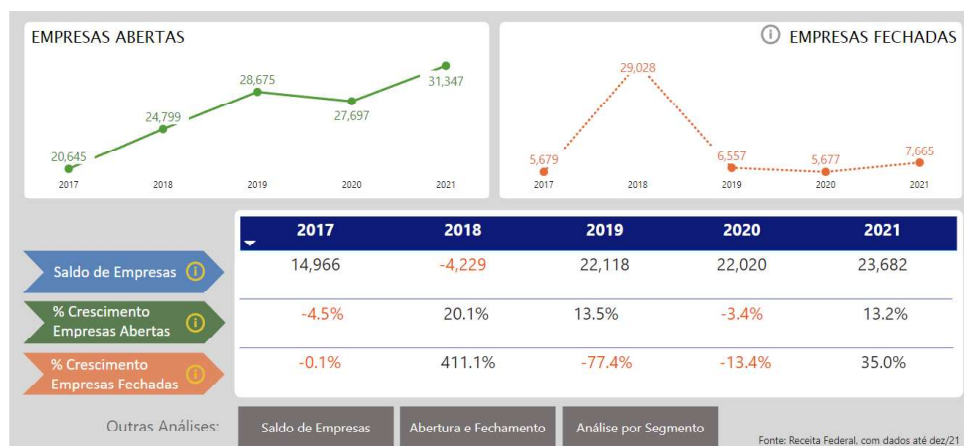 EMPRESAS ABERTAS
20,645
24,799
28,675
27,697
31,347
2017 2018 2019 2020 2021
EMPRESAS FECHADAS
5,679
29,028
6,557
5,677
7,665
2017 2018 2019 2020 2021
2017 2018 2019 2020 2021
Saldo de Empresas 14,966 -4,229 22,118 22,020 23,682
% Crescimento
Empresas Abertas
-4.5% 20.1% 13.5% -3.4% 13.2%
% Crescimento
Empresas Fechadas
-0.1% 411.1% -77.4% -13.4% 35.0%
Outras Análises: Saldo de Empresas Abertura e Fechamento Análise por Segmento
Fonte: Receita Federal, com dados até dez/21